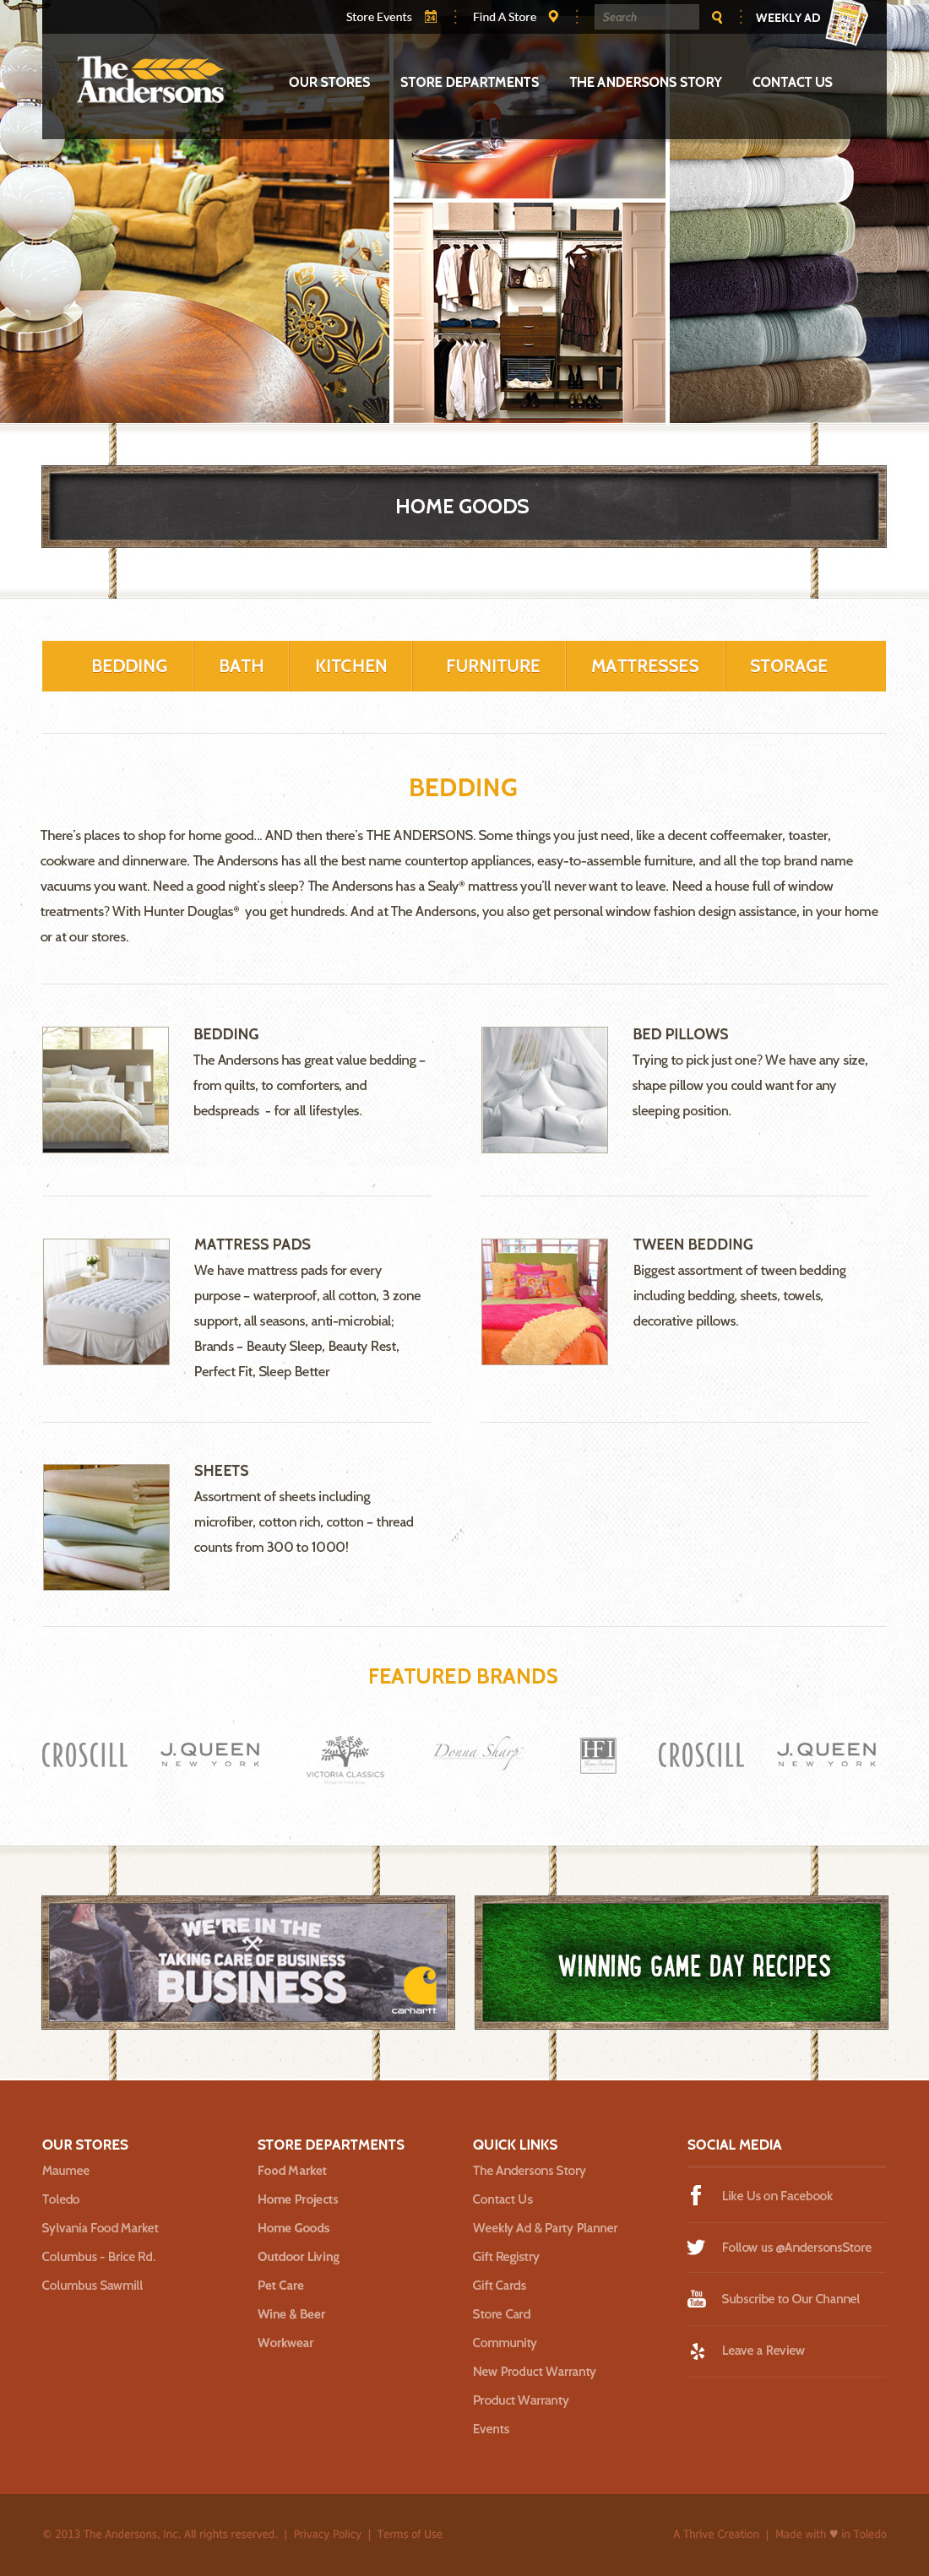 Store Events
24
Find A Store
Search
WEEKLY AD
The
Andersons
OUR STORES STORE DEPARTMENTS THE ANDERSONS STORY CONTACT US
HOME GOODS
BEDDING BATH KITCHEN FURNITURE MATTRESSES STORAGE
BEDDING
There's places to shop for home good... AND then there's THE ANDERSONS. Some things you just need, like a decent coffeemaker, toaster,
cookware and dinnerware. The Andersons has all the best name countertop appliances, easy-to-assemble furniture, and all the top brand name
vacuums you want. Need a good night's sleep? The Andersons has a Sealy® mattress you'll never want to leave. Need a house full of window
treatments? With Hunter Douglas® you get hundreds. And at The Andersons, you also get personal window fashion design assistance, in your home
or at our stores.
BEDDING
The Andersons has great value bedding –
from quilts, to comforters, and
bedspreads - for all lifestyles.
BED PILLOWS
Trying to pick just one? We have any size,
shape pillow you could want for any
sleeping position.
MATTRESS PADS
We have mattress pads for every
purpose – waterproof, all cotton, 3 zone
support, all seasons, anti-microbial;
Brands – Beauty Sleep, Beauty Rest,
Perfect Fit, Sleep Better
TWEEN BEDDING
Biggest assortment of tween bedding
including bedding, sheets, towels,
decorative pillows.
SHEETS
Assortment of sheets including
microfiber, cotton rich, cotton – thread
counts from 300 to 1000!
FEATURED BRANDS
CROSCILL
J. QUEEN
NEW YORK
VICTORIA CLASSICS
Donna Sharp
HFI
CROSCILL
J. QUEEN
NEW YORK
WE'RE IN THE
TAKING CARE OF BUSINESS
BUSINESS
carhartt
WINNING GAME DAY RECIPES
OUR STORES
Maumee
Toledo
Sylvania Food Market
Columbus - Brice Rd.
Columbus Sawmill
STORE DEPARTMENTS
Food Market
Home Projects
Home Goods
Outdoor Living
Pet Care
Wine & Beer
Workwear
QUICK LINKS
The Andersons Story
Contact Us
Weekly Ad & Party Planner
Gift Registry
Gift Cards
Store Card
Community
New Product Warranty
Product Warranty
Events
SOCIAL MEDIA
Like Us on Facebook
Follow us @AndersonsStore
You
Tube
Subscribe to Our Channel
Leave a Review
© 2013 The Andersons, Inc. All rights reserved. | Privacy Policy | Terms of Use
A Thrive Creation | Made with ♥ in Toledo